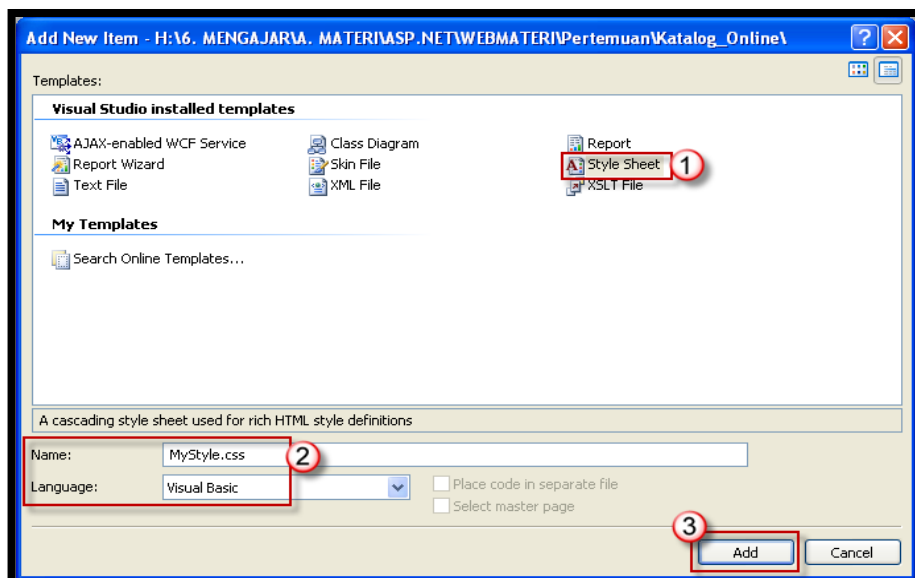 Add New Item - H:\6. MENGAJAR\A. MATERI\ASP.NET\WEBMATERI\Pertemuan\Katalog_Online\
Templates:
Visual Studio installed templates
AJAX-enabled WCF Service
Class Diagram
Report
Report Wizard
Skin File
Style Sheet
1
Text File
XML File
XSLT File
My Templates
Search Online Templates...
A cascading style sheet used for rich HTML style definitions
Name: MyStyle.css
2
Language: Visual Basic
Place code in separate file
Select master page
3
Add
Cancel